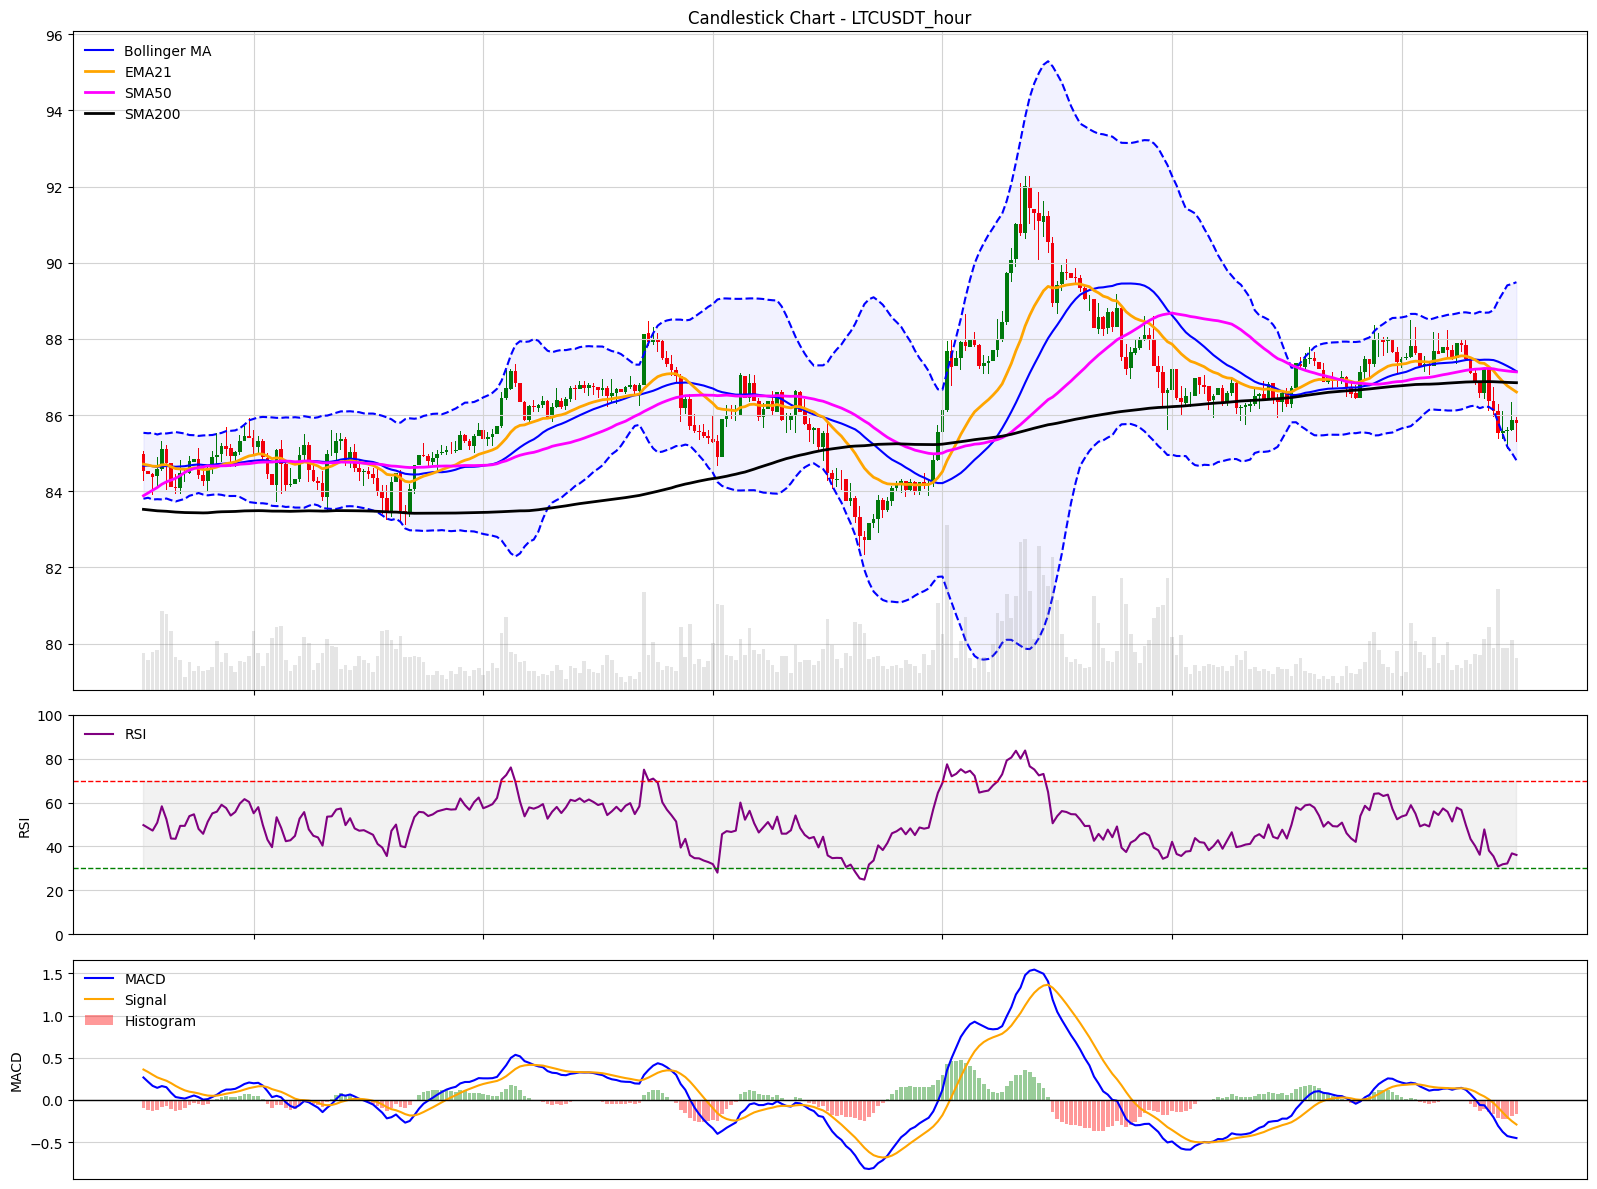 Candlestick Chart - LTCUSDT_hour
96
94
92
90
88
86
84
82
80
Bollinger MA
EMA21
SMA50
SMA200
100
80
60
40
20
0
RSI
RSI
1.5
1.0
0.5
0.0
−0.5
MACD
MACD
Signal
Histogram